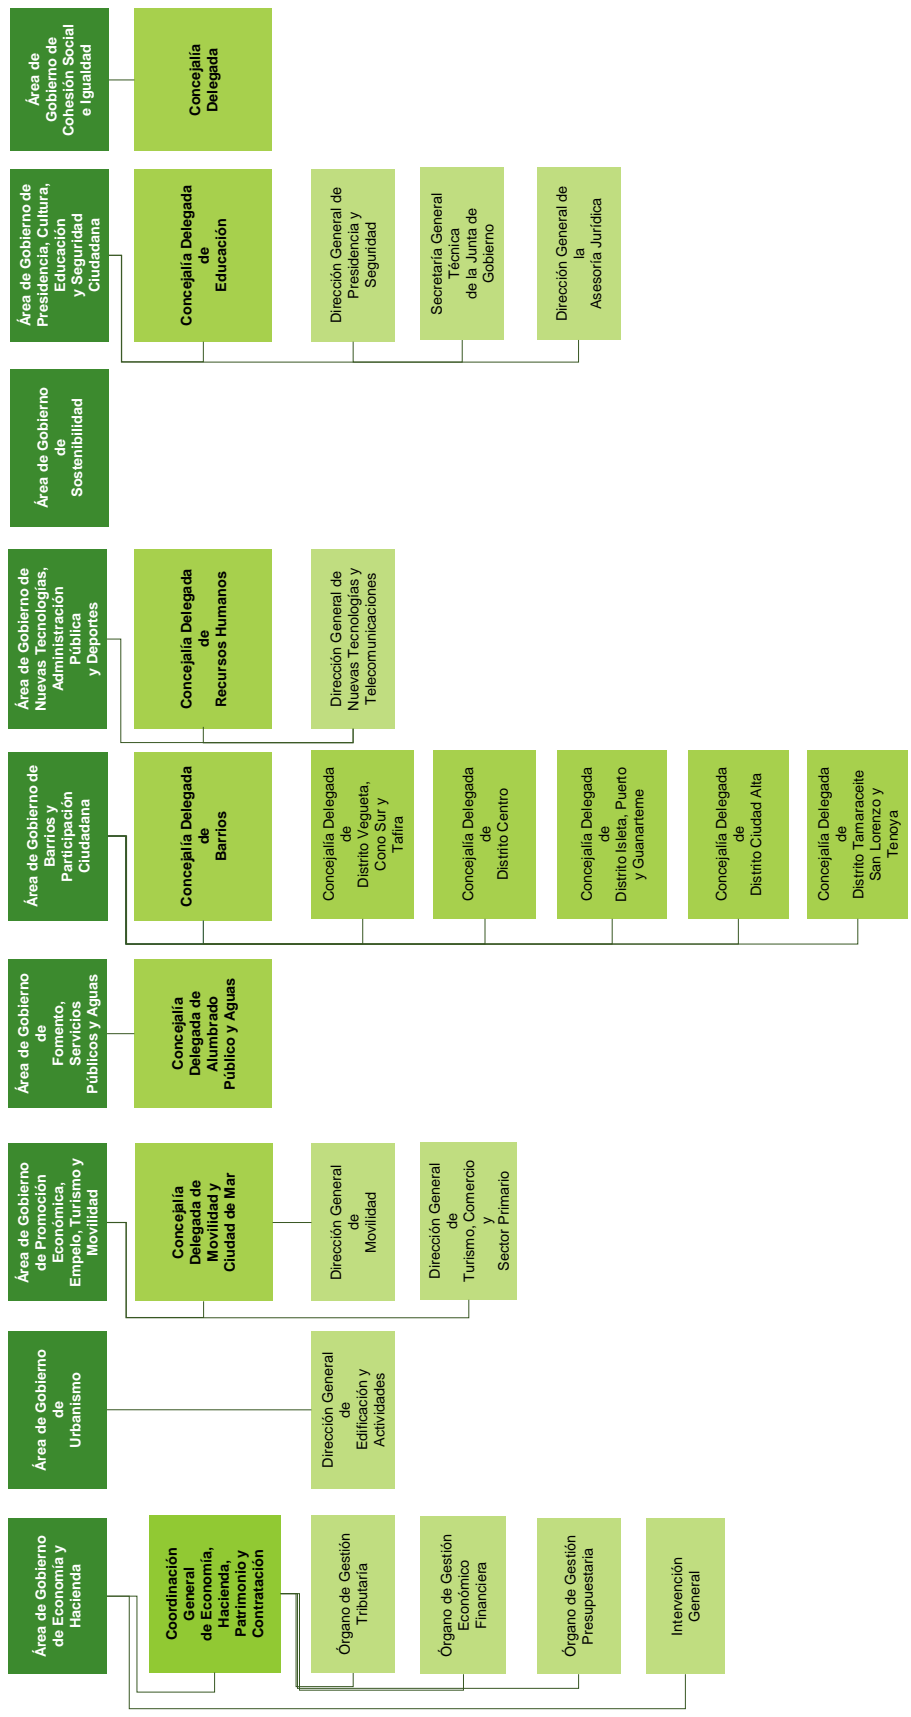 Área de Gobierno
de Economía y
Hacienda
Coordinación
General
de Economía,
Hacienda,
Patrimonio y
Contratación
Órgano de Gestión
Tributaría
Órgano de Gestión
Económico
Financiera
Órgano de Gestión
Presupuestaria
Intervención
General
Área de Gobierno
de
Urbanismo
Dirección General
de
Edificación y
Actividades
Área de Gobierno
de Promoción
Económica,
Empelo, Turismo y
Movilidad
Concejalía
Delegada de
Movilidad y
Ciudad de Mar
Dirección General
de
Movilidad
Dirección General
de
Turismo, Comercio
y
Sector Primario
Área de Gobierno
de
Fomento,
Servicios
Públicos y Aguas
Concejalía
Delegada de
Alumbrado
Público y Aguas
Área de Gobierno de
Barrios y
Participación
Ciudadana
Concejalía Delegada
de
Barrios
Concejalía Delegada
de
Distrito Vegueta,
Cono Sur y
Tafira
Concejalía Delegada
de
Distrito Centro
Concejalía Delegada
de
Distrito Isleta, Puerto
y Guanarteme
Concejalía Delegada
de
Distrito Ciudad Alta
Concejalía Delegada
de
Distrito Tamaraceite
San Lorenzo y
Tenoya
Área de Gobierno de
Nuevas Tecnologías,
Administración
Pública
y Deportes
Concejalía Delegada
de
Recursos Humanos
Dirección General de
Nuevas Tecnologías y
Telecomunicaciones
Área de Gobierno
de
Sostenibilidad
Área de Gobierno de
Presidencia, Cultura,
Educación
y Seguridad
Ciudadana
Concejalía Delegada
de
Educación
Dirección General de
Presidencia y
Seguridad
Secretaría General
Técnica
de la Junta de
Gobierno
Dirección General de
la
Asesoría Jurídica
Área de
Gobierno de
Cohesión Social
e Igualdad
Concejalía
Delegada